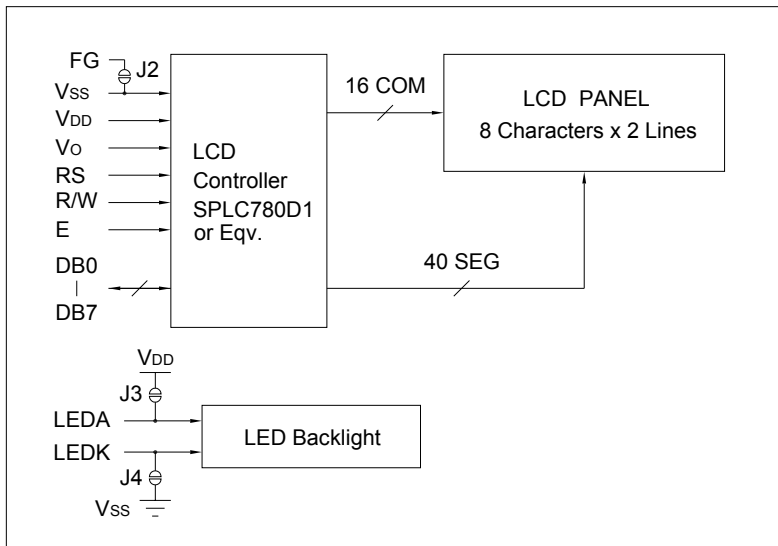 FG
J2
VSS
VDD
VO
RS
R/W
E
DB0
DB7
LCD
Controller
SPLC780D1
or Eqv.
16 COM
LCD PANEL
8 Characters x 2 Lines
40 SEG
VDD
J3
LEDA
LEDK
J4
VSS
LED Backlight